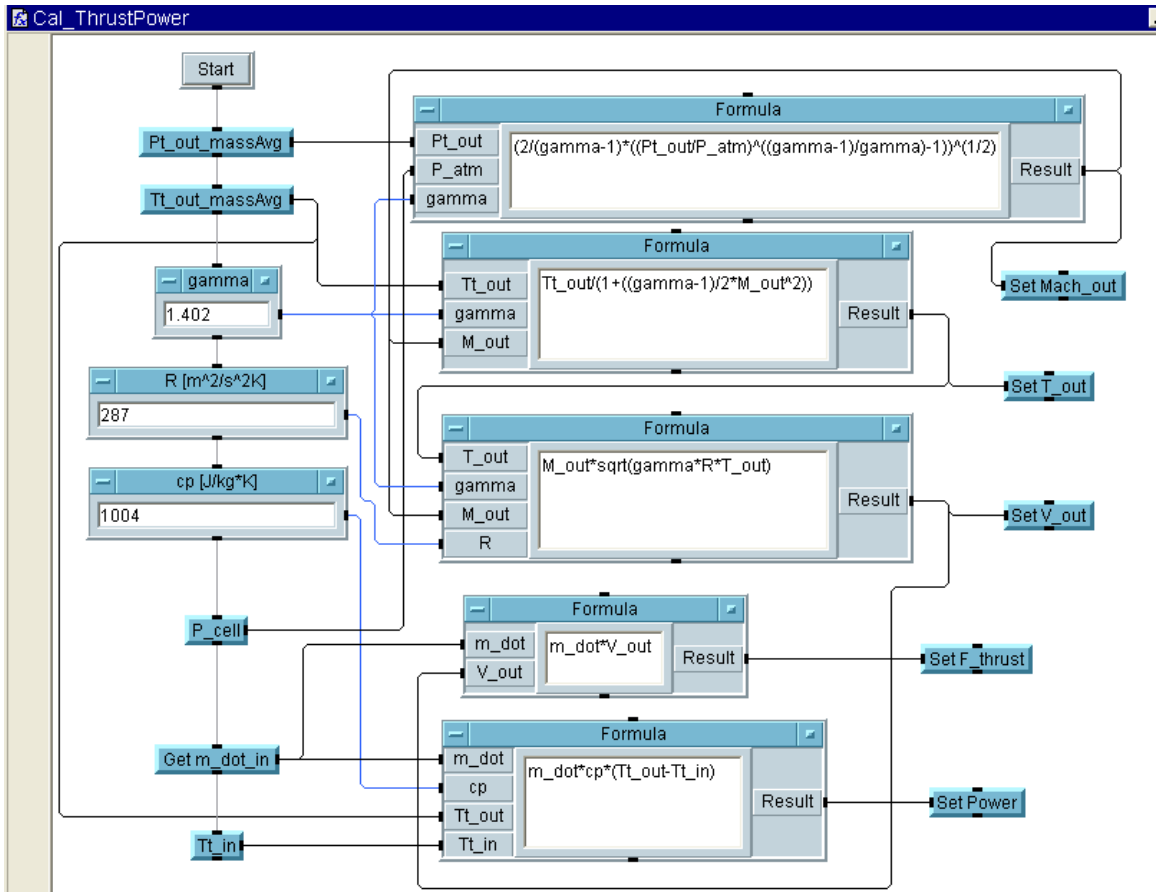 Cal_ThrustPower
Start
Pt_out_massAvg
Tt_out_massAvg
gamma
1.402
R [m^2/s^2K]
287
cp [J/kg*K]
1004
P_cell
Get m_dot_in
Tt_in
Formula
Pt_out
P_atm
gamma
(2/(gamma-1)*((Pt_out/P_atm)^((gamma-1)/gamma)-1))^(1/2)
Result
Formula
Tt_out
gamma
M_out
Tt_out/(1+((gamma-1)/2*M_out^2))
Result
Formula
T_out
gamma
M_out
R
M_out*sqrt(gamma*R*T_out)
Result
Formula
m_dot
V_out
m_dot*V_out
Result
Formula
m_dot
cp
Tt_out
Tt_in
m_dot*cp*(Tt_out-Tt_in)
Result
Set Mach_out
Set T_out
Set V_out
Set F_thrust
Set Power